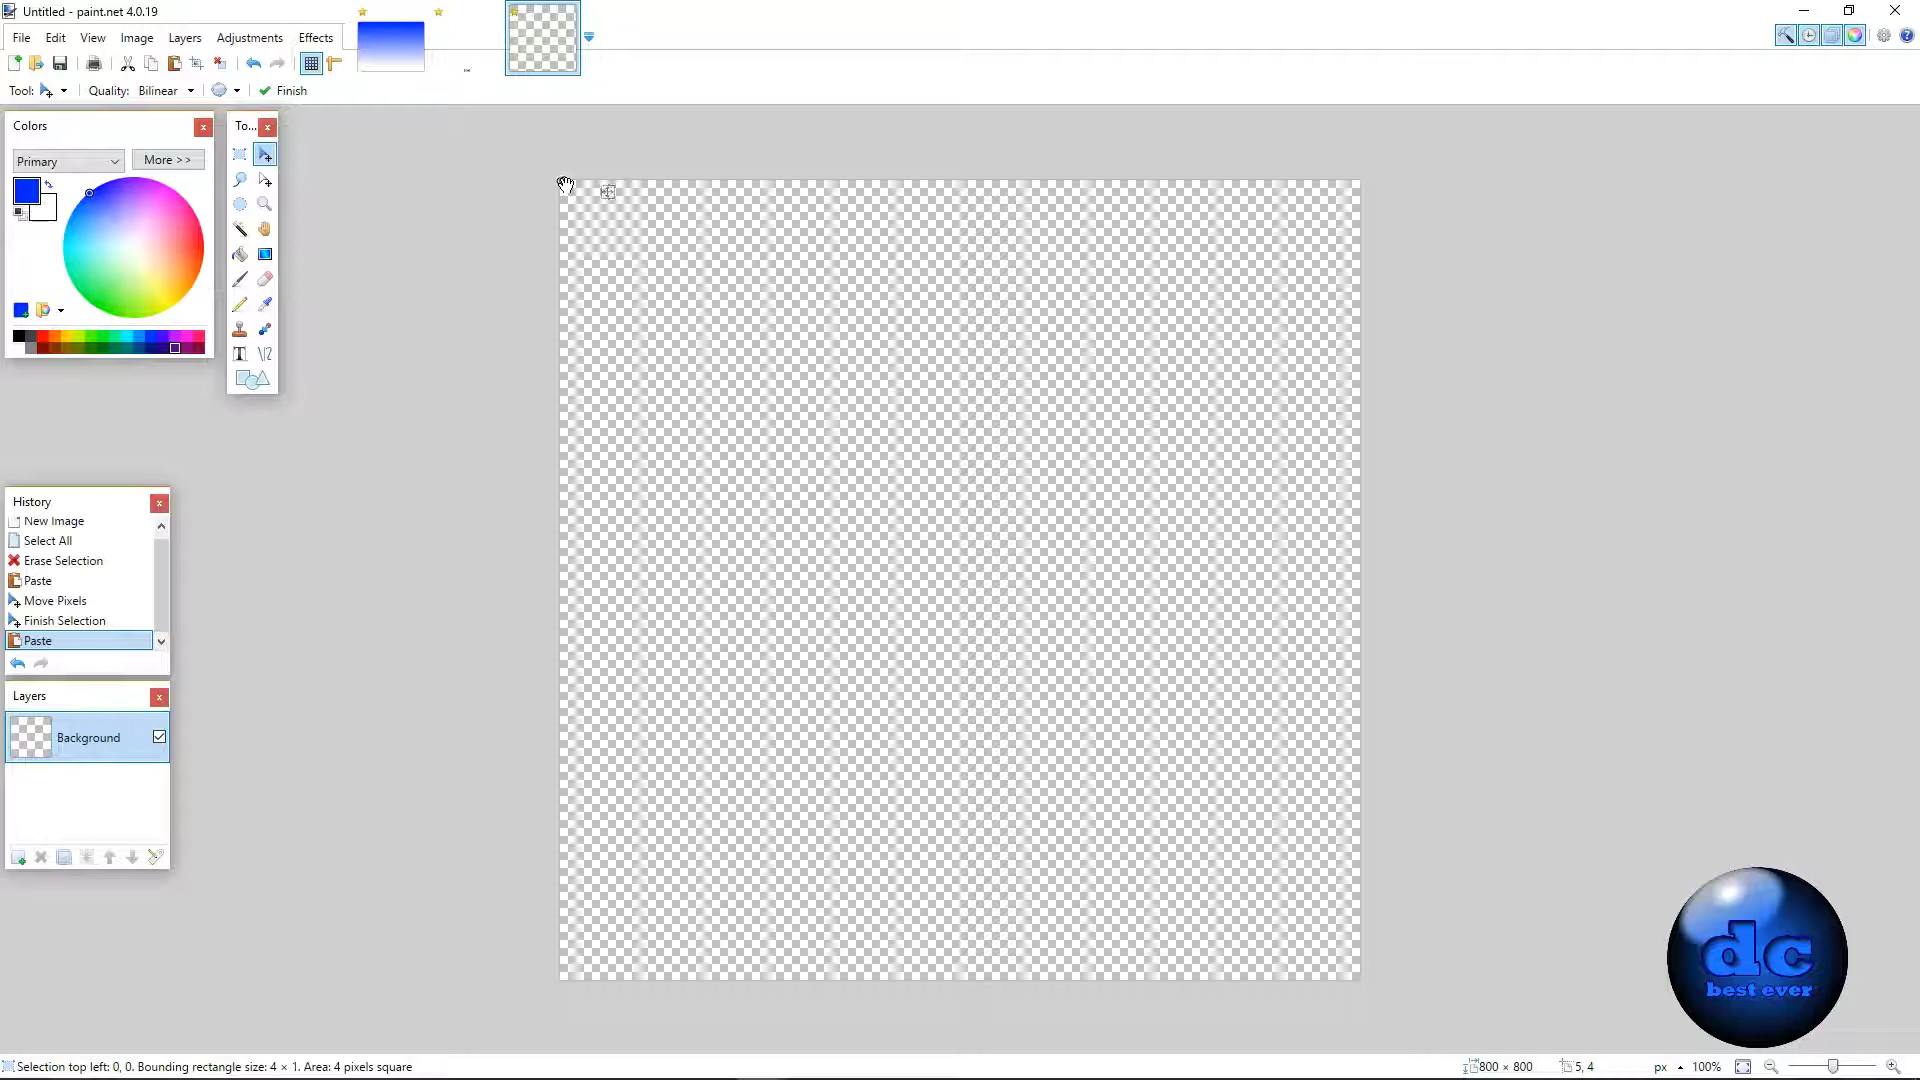 Untitled - paint.net 4.0.19
File Edit View Image Layers Adjustments Effects
Tool: Quality: Bilinear Finish
Colors
Primary
More >>
To...
History
New Image
Select All
Erase Selection
Paste
Move Pixels
Finish Selection
Paste
Layers
Background
dc
best ever
Selection top left: 0, 0. Bounding rectangle size: 4 × 1. Area: 4 pixels square
800 × 800
5, 4
px
100%